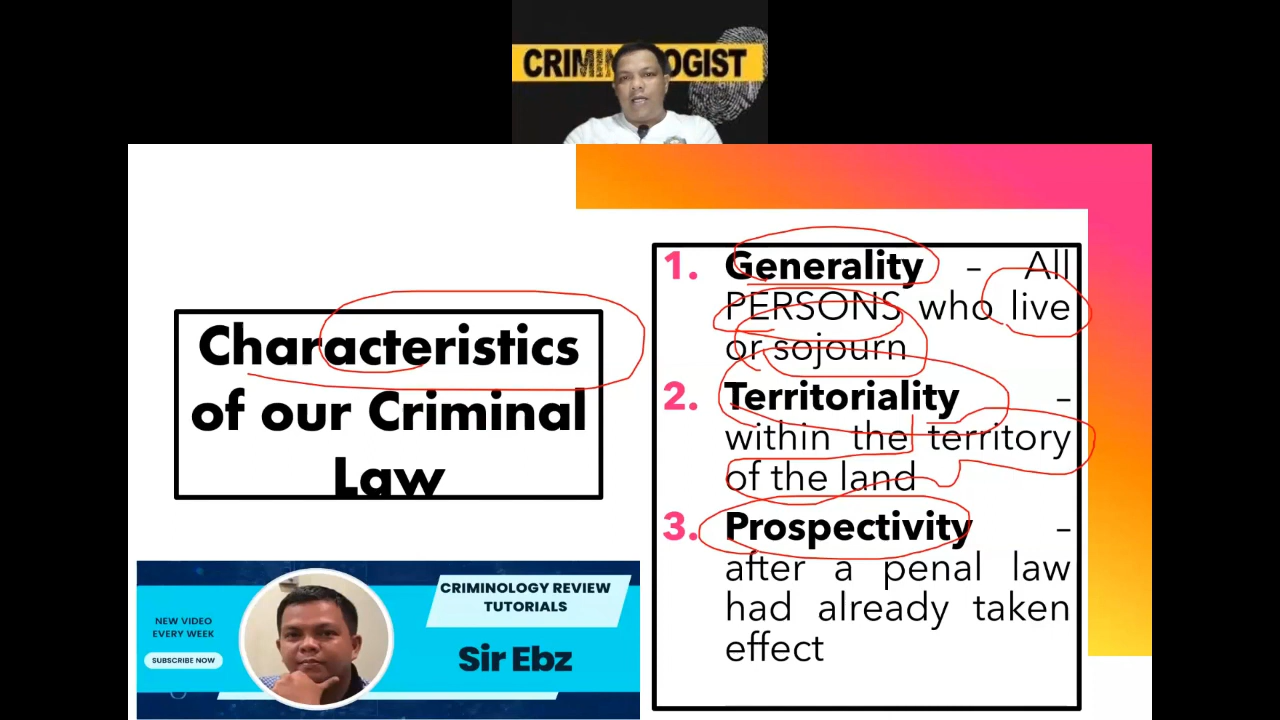 CRIMINOLOGIST
Characteristics
of our Criminal
Law
1. Generality – All
PERSONS who live
or sojourn
2. Territoriality –
within the territory
of the land
3. Prospectivity –
after a penal law
had already taken
effect
NEW VIDEO
EVERY WEEK
SUBSCRIBE NOW
CRIMINOLOGY REVIEW
TUTORIALS
Sir Ebz